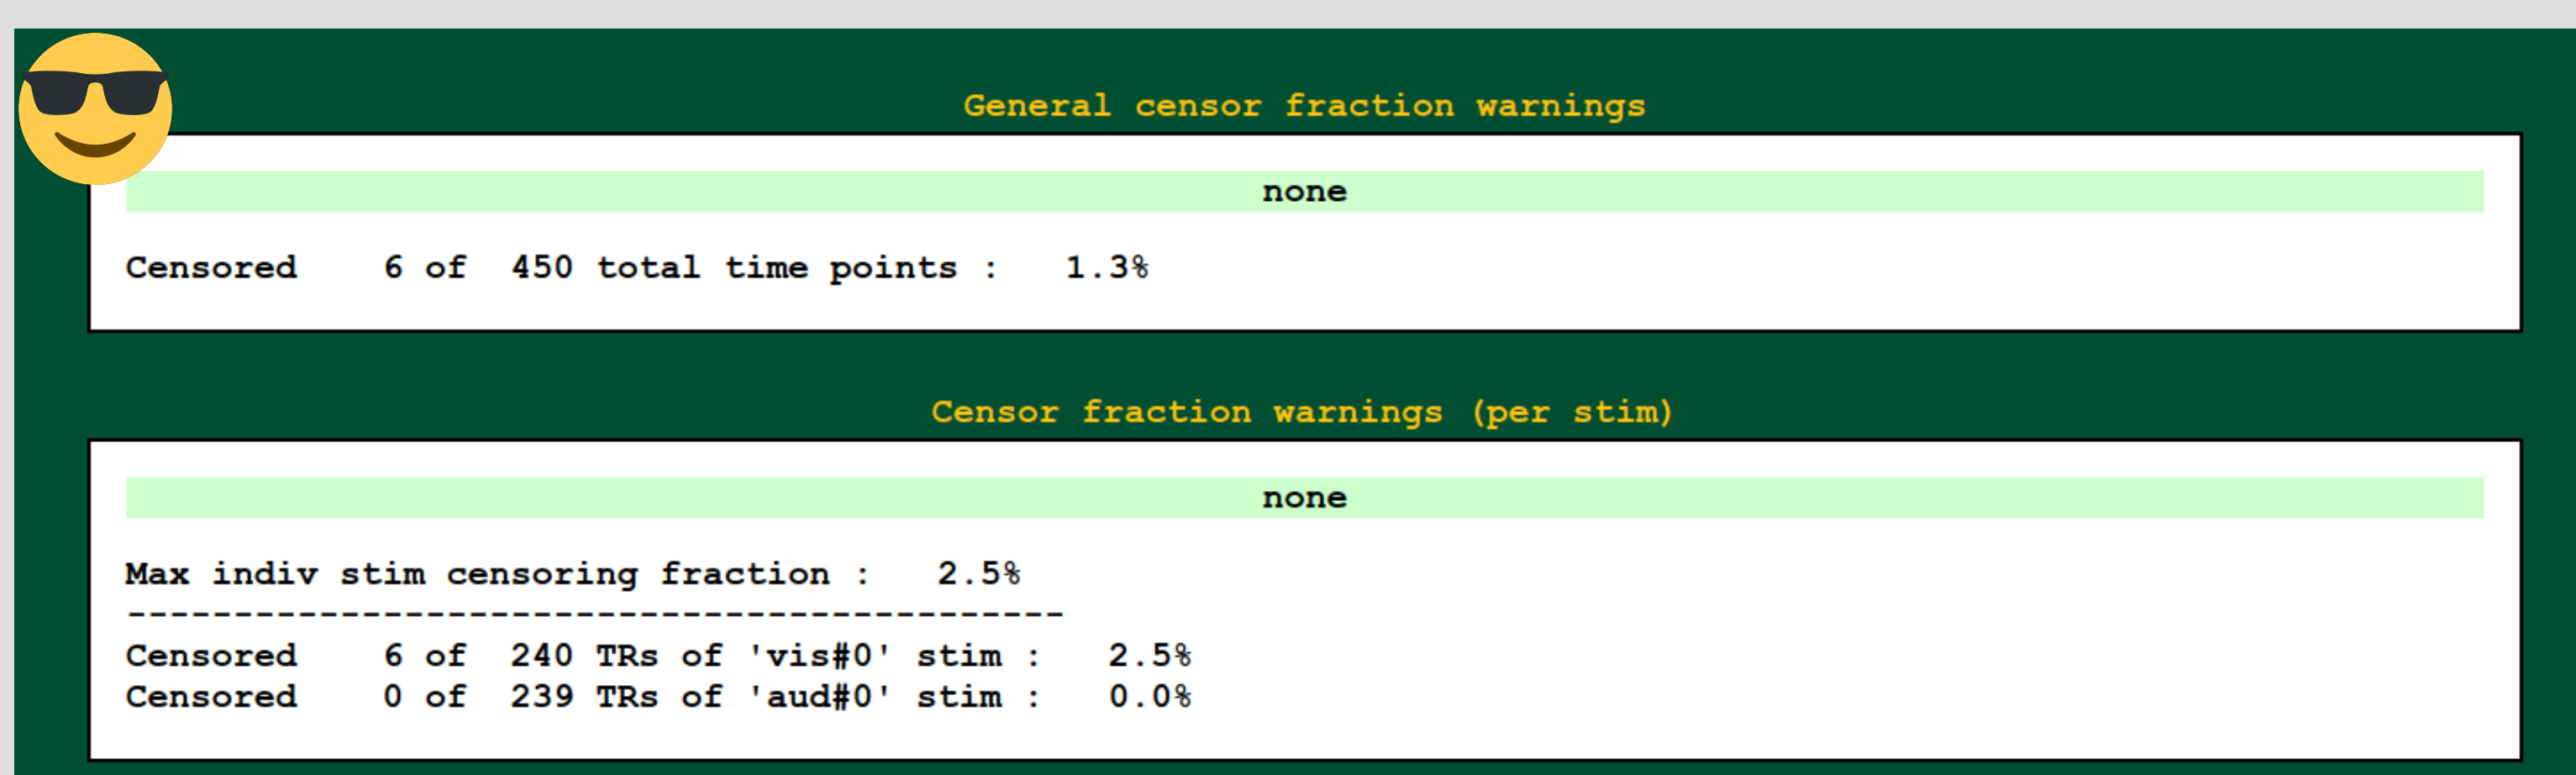 General censor fraction warnings
none
Censored    6 of  450 total time points :   1.3%
Censor fraction warnings (per stim)
none
Max indiv stim censoring fraction :   2.5%
--------------------------------------------
Censored    6 of  240 TRs of 'vis#0' stim :   2.5%
Censored    0 of  239 TRs of 'aud#0' stim :   0.0%